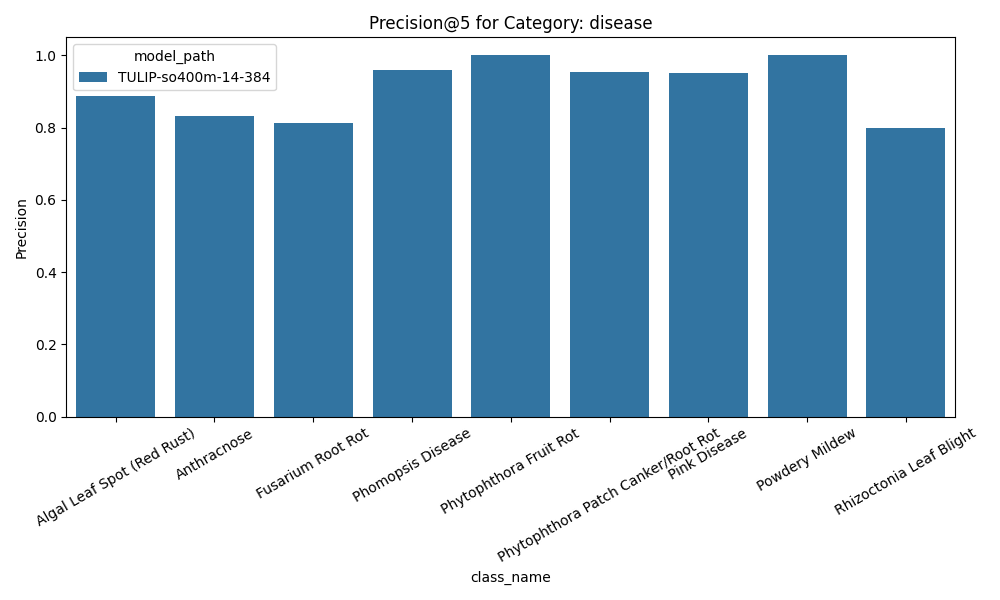 Precision@5 for Category: disease
model_path
TULIP-so400m-14-384
Precision
1.0
0.8
0.6
0.4
0.2
0.0
Algal Leaf Spot (Red Rust)
Anthracnose
Fusarium Root Rot
Phomopsis Disease
Phytophthora Fruit Rot
Phytophthora Patch Canker/Root Rot
Pink Disease
Powdery Mildew
Rhizoctonia Leaf Blight
class_name